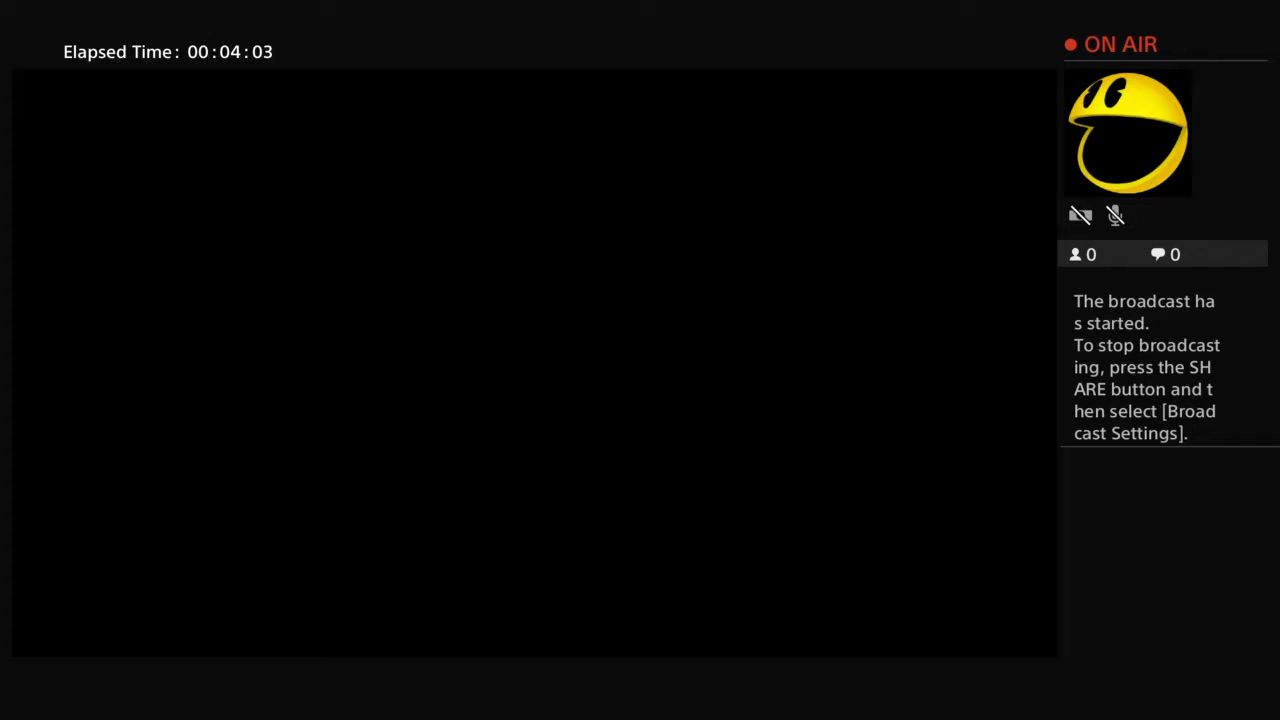 Elapsed Time: 00:04:03
ON AIR
0 0
The broadcast ha
s started.
To stop broadcast
ing, press the SH
ARE button and t
hen select [Broad
cast Settings].